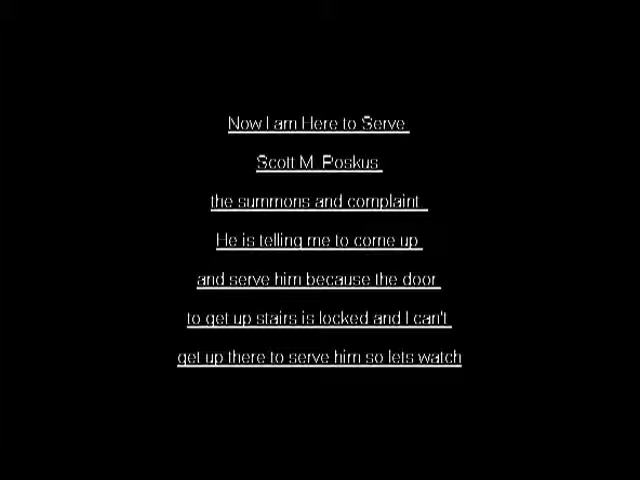 Now I am Here to Serve
Scott M. Poskus
the summons and complaint
He is telling me to come up
and serve him because the door
to get up stairs is locked and I can't
get up there to serve him so lets watch